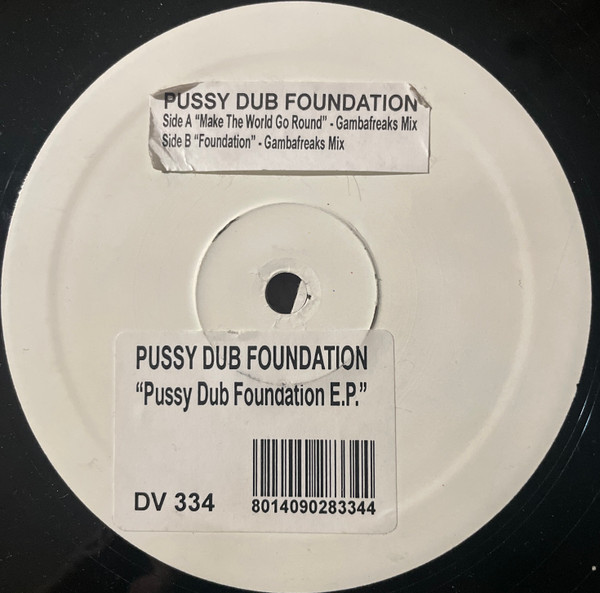 PUSSY DUB FOUNDATION
Side A "Make The World Go Round" - Gambafreaks Mix
Side B "Foundation" - Gambafreaks Mix
PUSSY DUB FOUNDATION
"Pussy Dub Foundation E.P."
DV 334
8014090283344